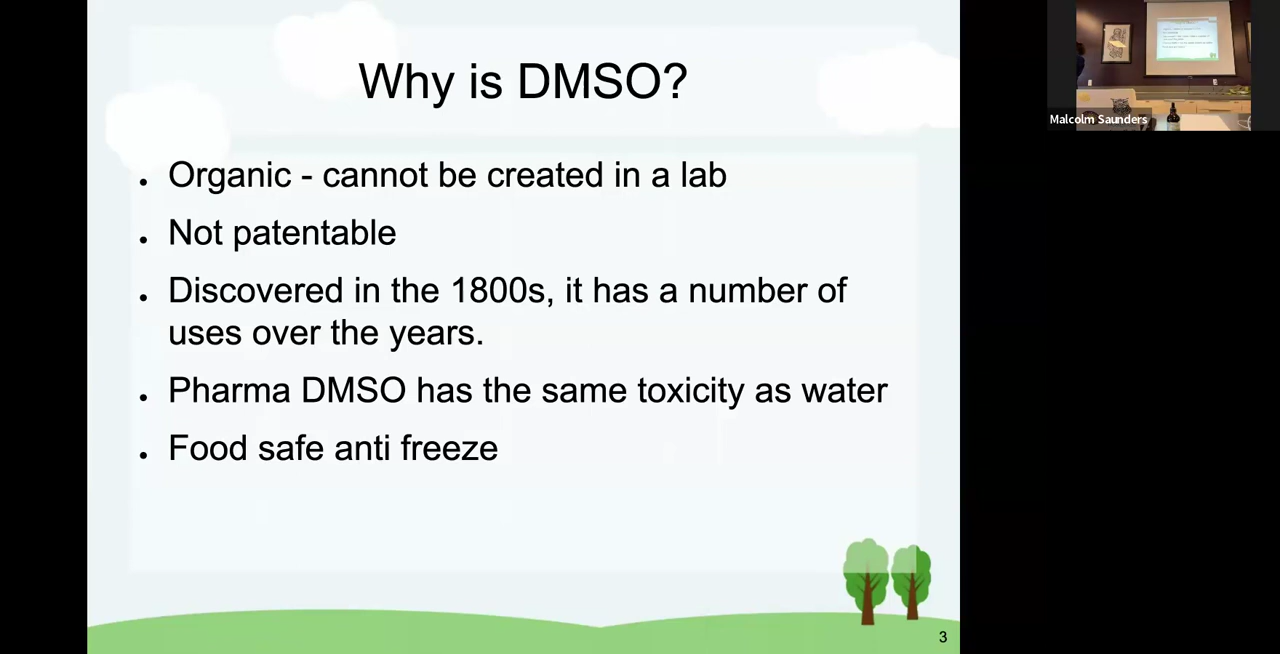 Why is DMSO?
• Organic - cannot be created in a lab
• Not patentable
• Discovered in the 1800s, it has a number of
uses over the years.
• Pharma DMSO has the same toxicity as water
• Food safe anti freeze
3
Malcolm Saunders